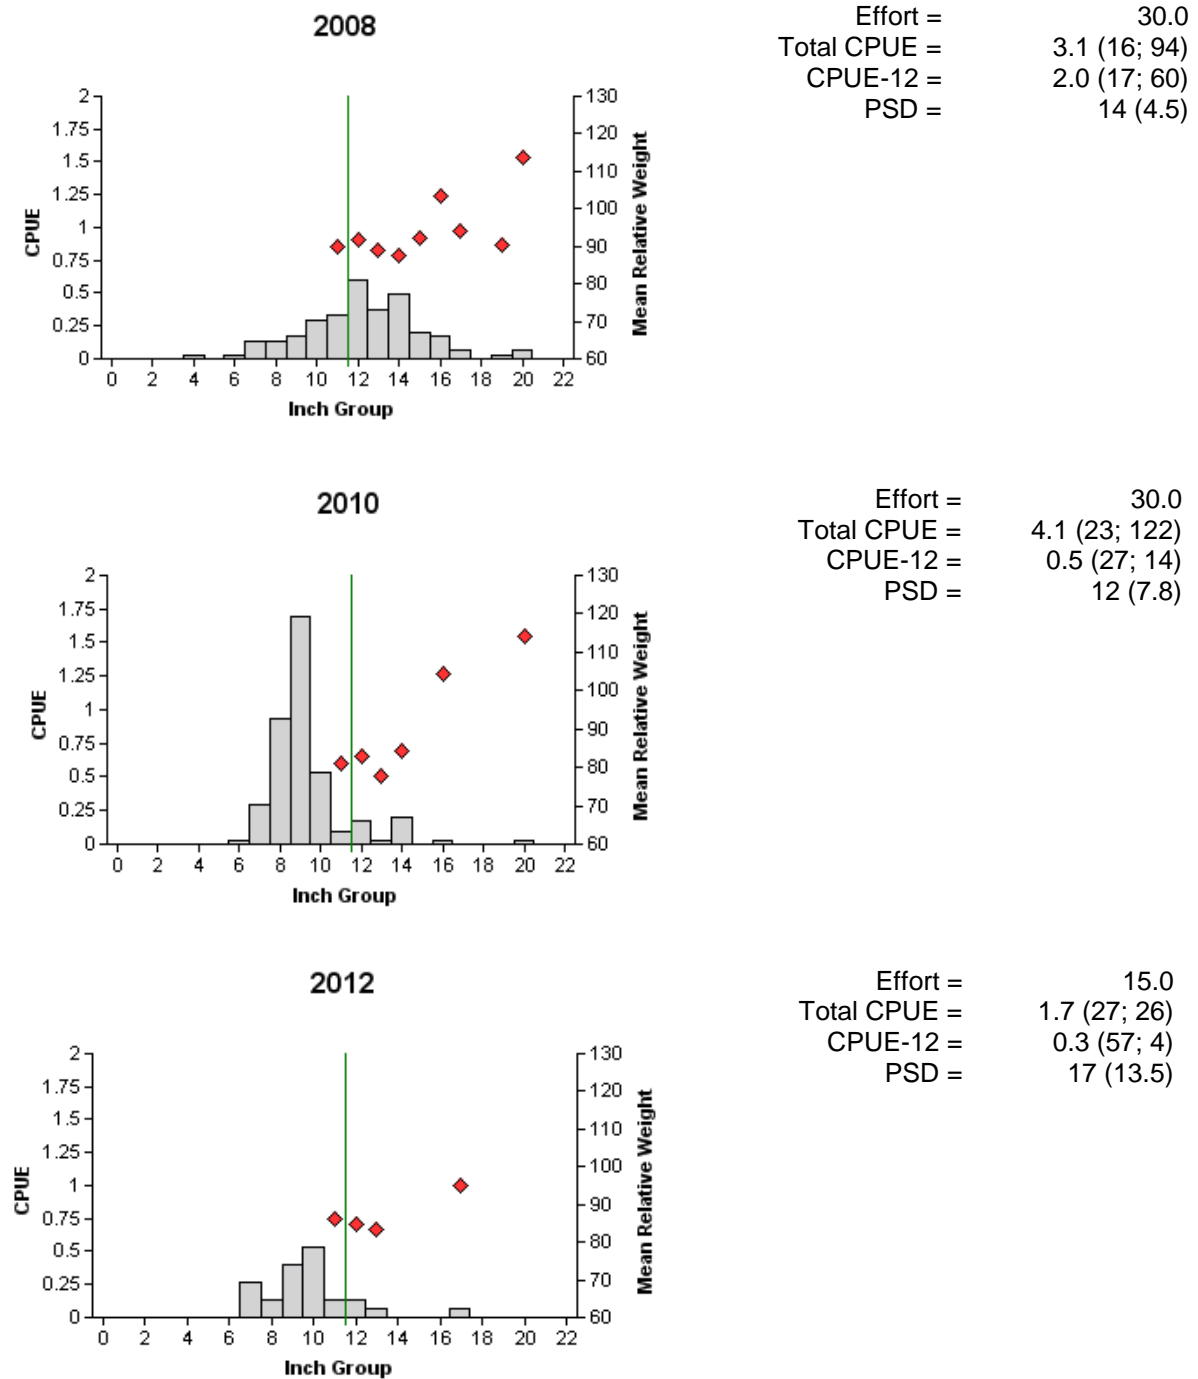 2008
Effort = 30.0
Total CPUE = 3.1 (16; 94)
CPUE-12 = 2.0 (17; 60)
PSD = 14 (4.5)
2
1.75
1.5
1.25
1
0.75
0.5
0.25
0
CPUE
130
120
110
100
90
80
70
60
Mean Relative Weight
0 2 4 6 8 10 12 14 16 18 20 22
Inch Group
2010
Effort = 30.0
Total CPUE = 4.1 (23; 122)
CPUE-12 = 0.5 (27; 14)
PSD = 12 (7.8)
2
1.75
1.5
1.25
1
0.75
0.5
0.25
0
CPUE
130
120
110
100
90
80
70
60
Mean Relative Weight
0 2 4 6 8 10 12 14 16 18 20 22
Inch Group
2012
Effort = 15.0
Total CPUE = 1.7 (27; 26)
CPUE-12 = 0.3 (57; 4)
PSD = 17 (13.5)
2
1.75
1.5
1.25
1
0.75
0.5
0.25
0
CPUE
130
120
110
100
90
80
70
60
Mean Relative Weight
0 2 4 6 8 10 12 14 16 18 20 22
Inch Group